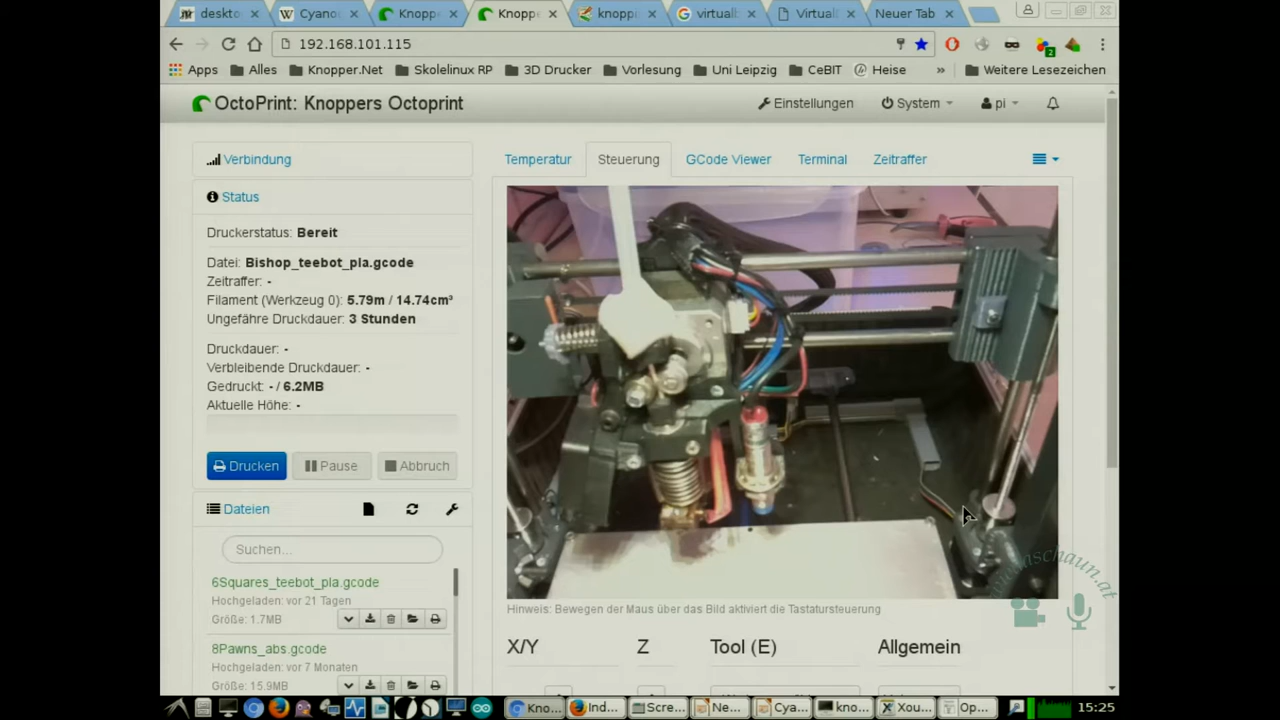 deskto
Cyano
Knoppe
Knoppe
knoppi
virtualb
Virtuall
Neuer Tab
192.168.101.115
Apps
Alles
Knopper.Net
Skolelinux RP
3D Drucker
Vorlesung
Uni Leipzig
CeBIT
Heise
»
Weitere Lesezeichen
OctoPrint: Knoppers Octoprint
Einstellungen
System
pi
Verbindung
Status
Druckerstatus: Bereit
Datei: Bishop_teebot_pla.gcode
Zeitraffer: -
Filament (Werkzeug 0): 5.79m / 14.74cm³
Ungefähre Druckdauer: 3 Stunden
Druckdauer: -
Verbleibende Druckdauer: -
Gedruckt: - / 6.2MB
Aktuelle Höhe: -
Drucken
Pause
Abbruch
Dateien
Suchen...
6Squares_teebot_pla.gcode
Hochgeladen: vor 21 Tagen
Größe: 1.7MB
8Pawns_abs.gcode
Hochgeladen: vor 7 Monaten
Größe: 15.9MB
Temperatur
Steuerung
GCode Viewer
Terminal
Zeitraffer
Hinweis: Bewegen der Maus über das Bild aktiviert die Tastatursteuerung
X/Y
Z
Tool (E)
Allgemein
Kno...
Ind...
Scre...
Ne...
Cya...
kno...
Xou...
Op...
15:25